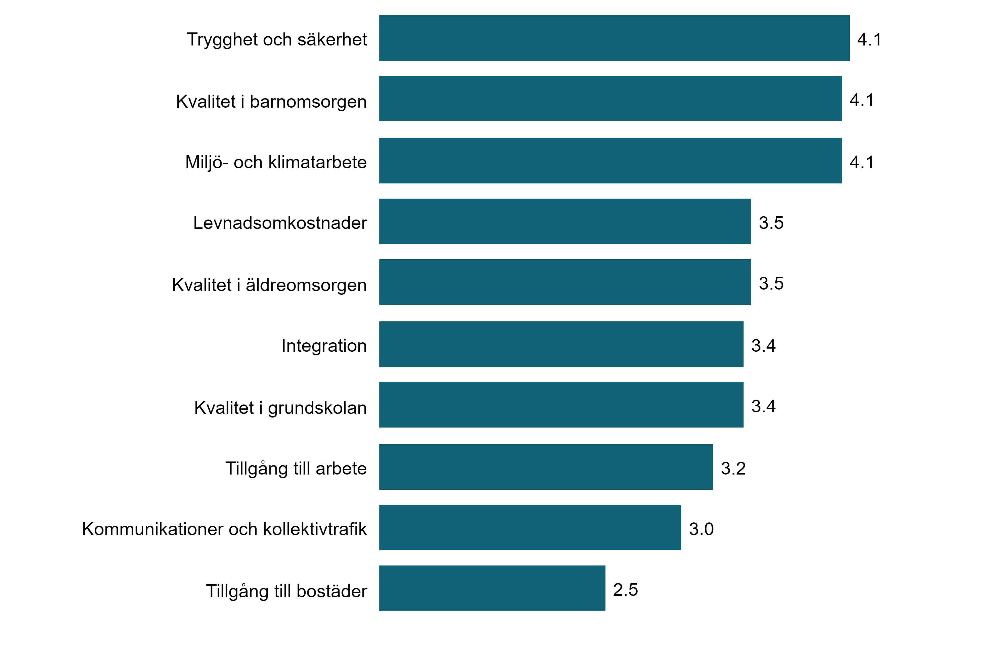 Trygghet och säkerhet 4.1
Kvalitet i barnomsorgen 4.1
Miljö- och klimatarbete 4.1
Levnadsomkostnader 3.5
Kvalitet i äldreomsorgen 3.5
Integration 3.4
Kvalitet i grundskolan 3.4
Tillgång till arbete 3.2
Kommunikationer och kollektivtrafik 3.0
Tillgång till bostäder 2.5